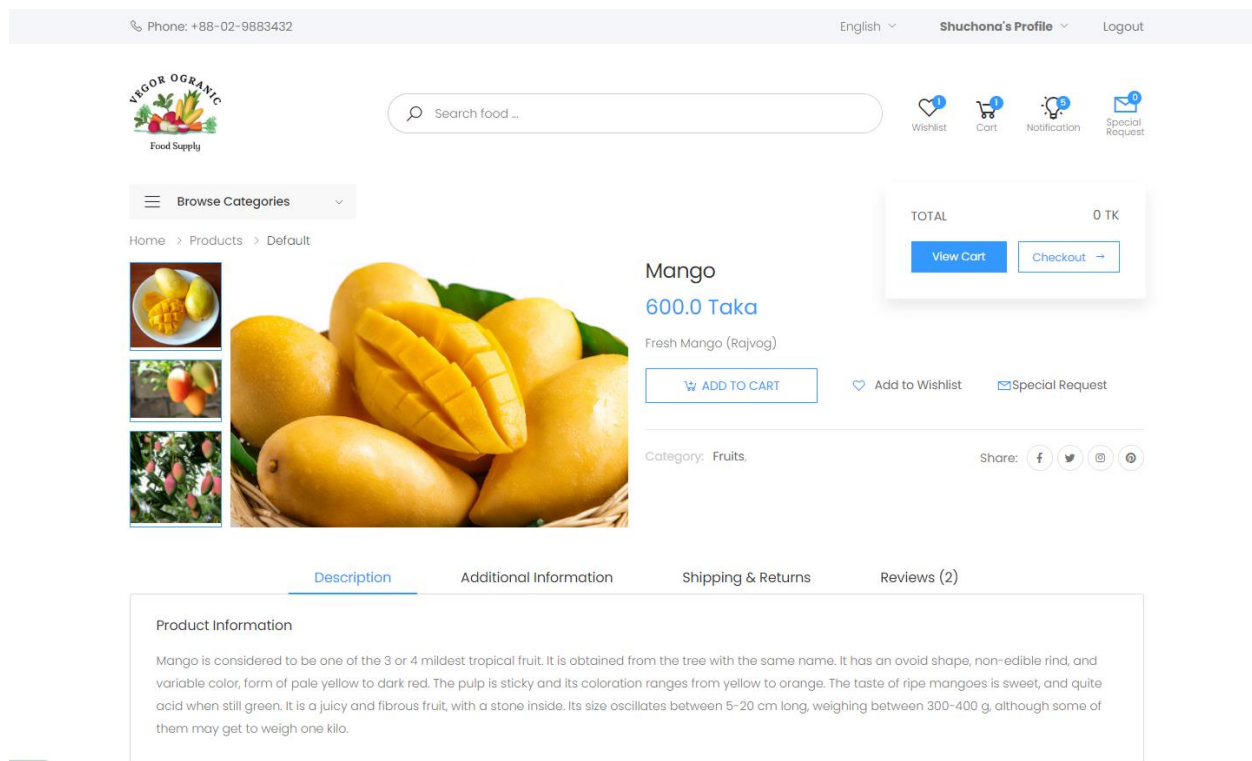 Phone: +88-02-9883432 English Shuchona's Profile Logout
VEGOR OGRANIC
Food Supply
Search food ...
1 1 5 0
Wishlist Cart Notification Special Request
Browse Categories
TOTAL 0 TK
View Cart Checkout →
Home > Products > Default
Mango
600.0 Taka
Fresh Mango (Rajvog)
ADD TO CART Add to Wishlist Special Request
Category: Fruits,
Share:
Description Additional Information Shipping & Returns Reviews (2)
Product Information
Mango is considered to be one of the 3 or 4 mildest tropical fruit. It is obtained from the tree with the same name. It has an ovoid shape, non-edible rind, and
variable color, form of pale yellow to dark red. The pulp is sticky and its coloration ranges from yellow to orange. The taste of ripe mangoes is sweet, and quite
acid when still green. It is a juicy and fibrous fruit, with a stone inside. Its size oscillates between 5-20 cm long, weighing between 300-400 g, although some of
them may get to weigh one kilo.